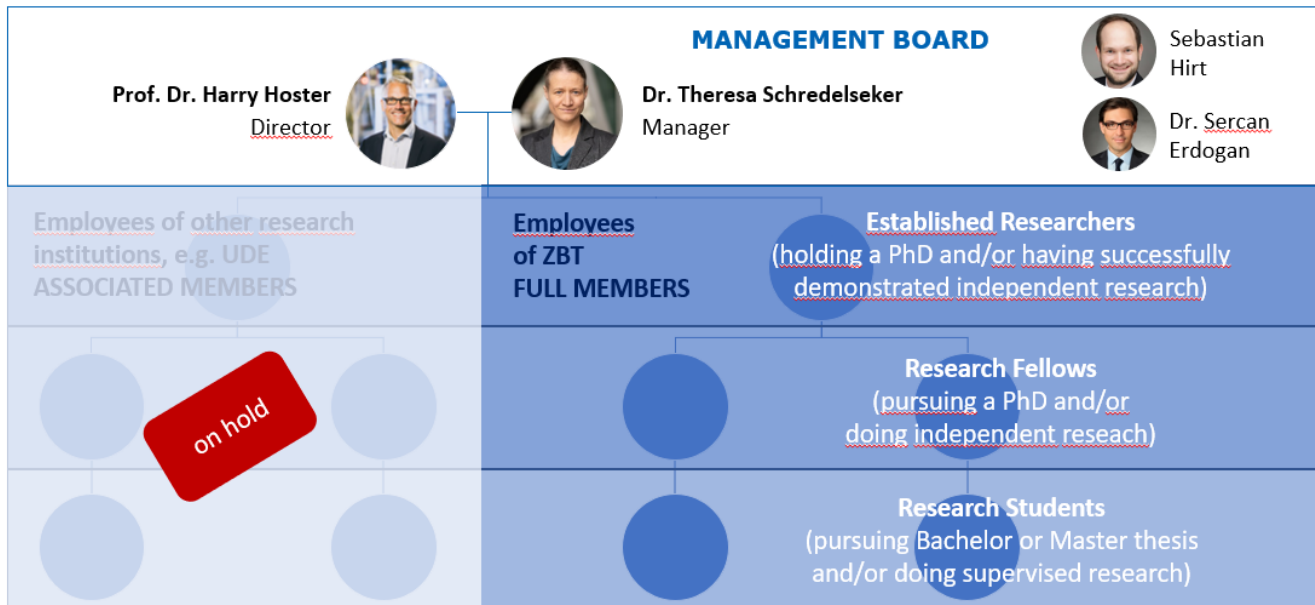 MANAGEMENT BOARD
Prof. Dr. Harry Hoster
Director
Dr. Theresa Schredelseker
Manager
Sebastian
Hirt
Dr. Sercan
Erdogan
Employees of other research
institutions, e.g. UDE
ASSOCIATED MEMBERS
Employees
of ZBT
FULL MEMBERS
Established Researchers
(holding a PhD and/or having successfully
demonstrated independent research)
on hold
Research Fellows
(pursuing a PhD and/or
doing independent reseach)
Research Students
(pursuing Bachelor or Master thesis
and/or doing supervised research)